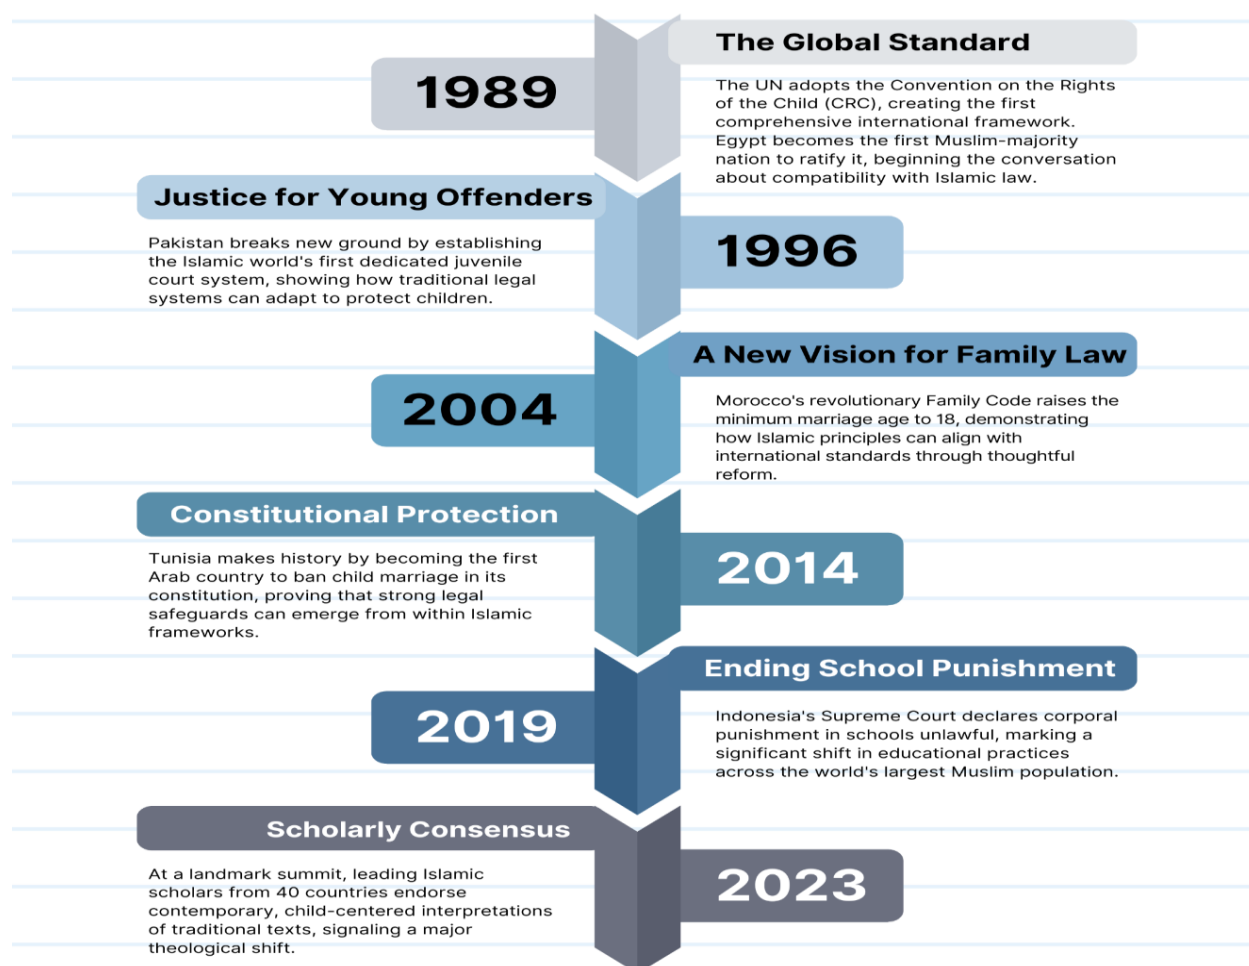 The Global Standard
1989
The UN adopts the Convention on the Rights
of the Child (CRC), creating the first
comprehensive international framework.
Egypt becomes the first Muslim-majority
nation to ratify it, beginning the conversation
about compatibility with Islamic law.
Justice for Young Offenders
1996
Pakistan breaks new ground by establishing
the Islamic world's first dedicated juvenile
court system, showing how traditional legal
systems can adapt to protect children.
A New Vision for Family Law
2004
Morocco's revolutionary Family Code raises the
minimum marriage age to 18, demonstrating
how Islamic principles can align with
international standards through thoughtful
reform.
Constitutional Protection
2014
Tunisia makes history by becoming the first
Arab country to ban child marriage in its
constitution, proving that strong legal
safeguards can emerge from within Islamic
frameworks.
Ending School Punishment
2019
Indonesia's Supreme Court declares corporal
punishment in schools unlawful, marking a
significant shift in educational practices
across the world's largest Muslim population.
Scholarly Consensus
2023
At a landmark summit, leading Islamic
scholars from 40 countries endorse
contemporary, child-centered interpretations
of traditional texts, signaling a major
theological shift.